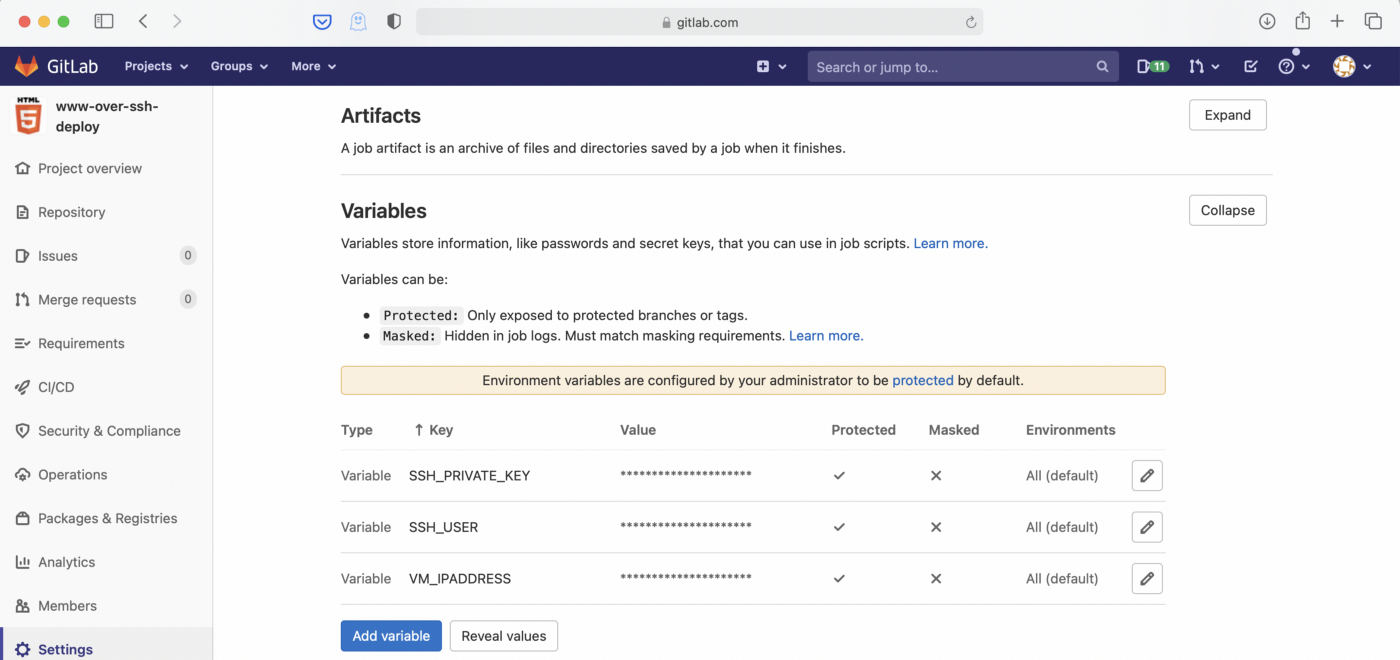 gitlab.com
GitLab Projects Groups More Search or jump to... 11
HTML
5
www-over-ssh-
deploy
Project overview
Repository
Issues 0
Merge requests 0
Requirements
CI/CD
Security & Compliance
Operations
Packages & Registries
Analytics
Members
Settings
Artifacts
Expand
A job artifact is an archive of files and directories saved by a job when it finishes.
Variables
Collapse
Variables store information, like passwords and secret keys, that you can use in job scripts. Learn more.
Variables can be:
Protected: Only exposed to protected branches or tags.
Masked: Hidden in job logs. Must match masking requirements. Learn more.
Environment variables are configured by your administrator to be protected by default.
Type ↑ Key Value Protected Masked Environments
Variable SSH_PRIVATE_KEY ********************* All (default)
Variable SSH_USER ********************* All (default)
Variable VM_IPADDRESS ********************* All (default)
Add variable Reveal values